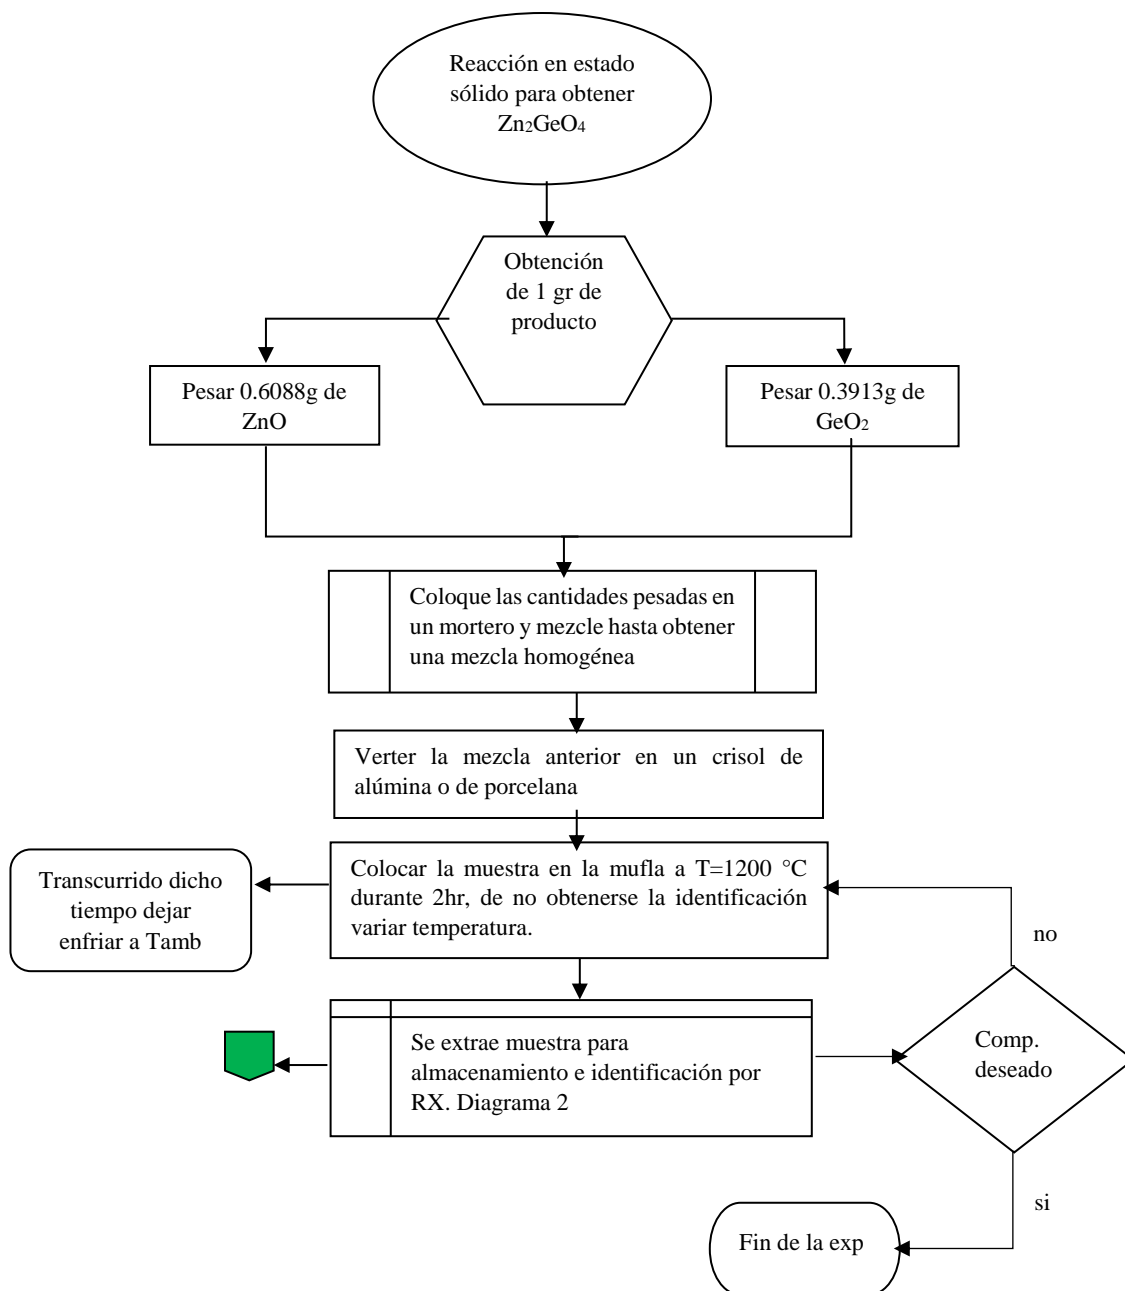 Reacción en estado
sólido para obtener
Zn₂GeO₄
Obtención
de 1 gr de
producto
Pesar 0.6088g de
ZnO
Pesar 0.3913g de
GeO₂
Coloque las cantidades pesadas en
un mortero y mezcle hasta obtener
una mezcla homogénea
Verter la mezcla anterior en un crisol de
alúmina o de porcelana
Colocar la muestra en la mufla a T=1200 °C
durante 2hr, de no obtenerse la identificación
variar temperatura.
Transcurrido dicho
tiempo dejar
enfriar a Tamb
no
Se extrae muestra para
almacenamiento e identificación por
RX. Diagrama 2
Comp.
deseado
si
Fin de la exp